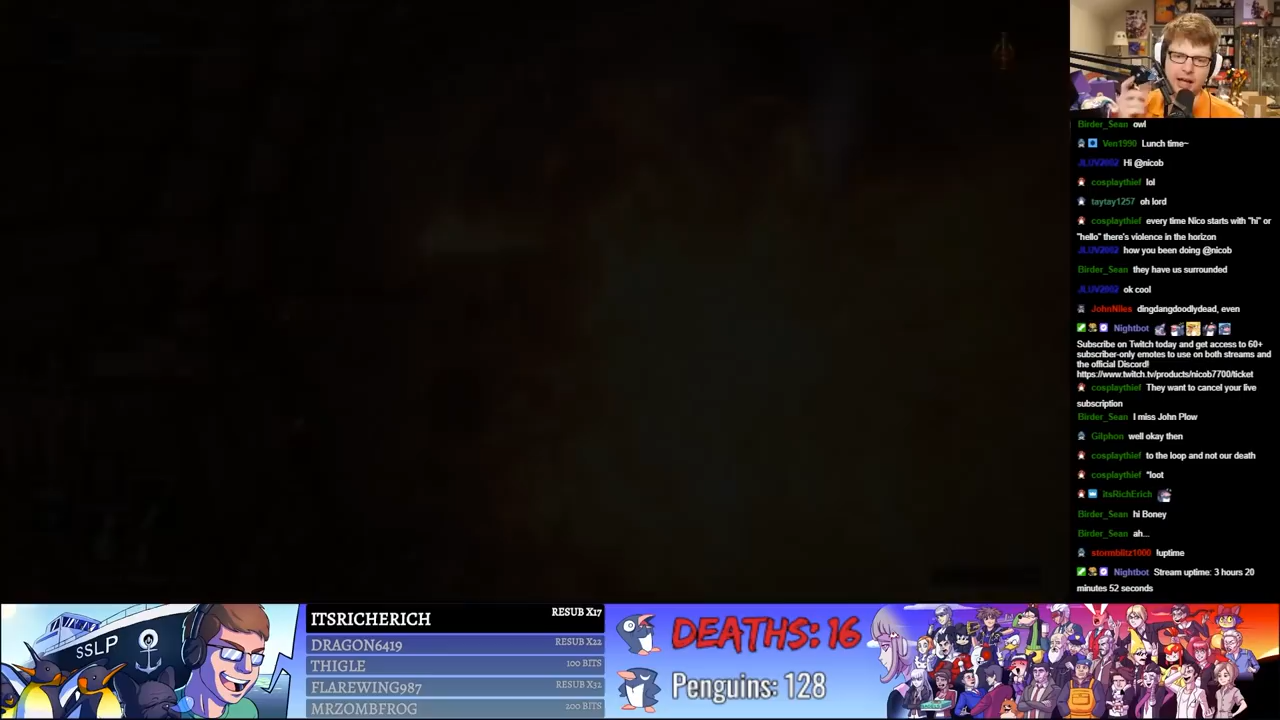 Birder_Sean owl
Ven1990 Lunch time~
JLUV2002 Hi @nicob
cosplaythief lol
taytay1257 oh lord
cosplaythief every time Nico starts with "hi" or
"hello" there's violence in the horizon
JLUV2002 how you been doing @nicob
Birder_Sean they have us surrounded
JLUV2002 ok cool
JohnNiles dingdangdoodlydead, even
Nightbot
Subscribe on Twitch today and get access to 60+
subscriber-only emotes to use on both streams and
the official Discord!
https://www.twitch.tv/products/nicob7700/ticket
cosplaythief They want to cancel your live
subscription
Birder_Sean I miss John Plow
Gilphon well okay then
cosplaythief to the loop and not our death
cosplaythief *loot
itsRichErich
Birder_Sean hi Boney
Birder_Sean ah...
stormblitz1000 !uptime
Nightbot Stream uptime: 3 hours 20
minutes 52 seconds
SSLP
ITSRICHERICH RESUB X17
DRAGON6419 RESUB X22
THIGLE 100 BITS
FLAREWING987 RESUB X32
MRZOMBFROG 200 BITS
DEATHS: 16
Penguins: 128